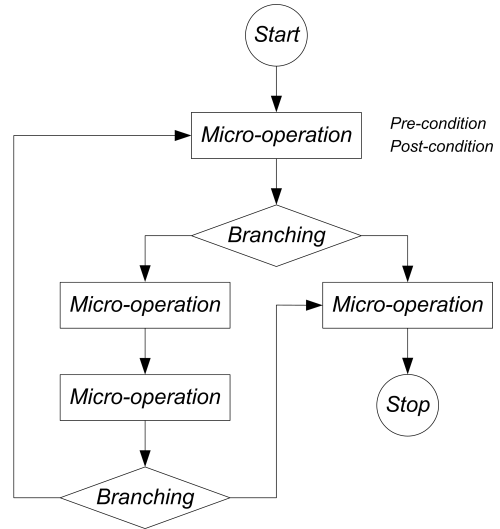 Start
Micro-operation
Pre-condition
Post-condition
Branching
Micro-operation
Micro-operation
Micro-operation
Stop
Branching